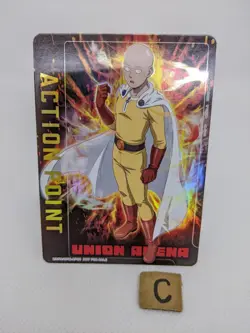 ACTION POINT
UNION ARENA
C